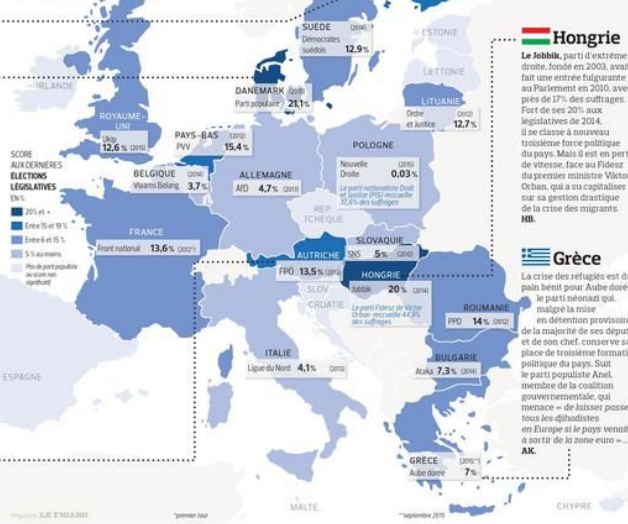 SUÈDE (2014)
Démocrates
suédois 12,9%
ESTONIE
LETTONIE
LITUANIE
Ordre (2012)
et Justice 12,7%
IRLANDE
DANEMARK (2015)
Parti populaire 21,1%
ROYAUME-
UNI
Ukip
12,6% (2015)
PAYS-BAS (2012)
PVV 15,4%
BELGIQUE (2014)
Vlaams Belang 3,7%
ALLEMAGNE
AfD 4,7% (2013)
POLOGNE
Nouvelle (2015)
Droite 0,03%
Le parti nationaliste Droit
et Justice (PiS) recueille
37,6% des suffrages
RÉP.
TCHÈQUE
SCORE
AUX DERNIÈRES
ÉLECTIONS
LÉGISLATIVES
EN %
20% et +
Entre 15 et 19 %
Entre 6 et 15 %
5 % au moins
Pas de parti populiste
ou score non
significatif
FRANCE
Front national 13,6% (2012*)
AUTRICHE
FPÖ 13,5%
SLOVAQUIE
SNS 5% (2012)
HONGRIE
Jobbik 20% (2014)
Le parti Fidesz de Victor
Orban recueille 44,9%
des suffrages
SLOV.
CROATIE
ROUMANIE
PPD 14% (2012)
BULGARIE
Ataka 7,3% (2014)
ITALIE
Ligue du Nord 4,1% (2013)
ESPAGNE
GRÈCE (2015**)
Aube dorée 7%
MALTE
CHYPRE
LE FIGARO
*premier tour
**septembre 2015
Hongrie
Le Jobbik, parti d'extrême
droite, fondé en 2003, avai
fait une entrée fulgurante
au Parlement en 2010, ave
près de 17% des suffrages.
Fort de ses 20% aux
législatives de 2014,
il se classe à nouveau
troisième force politique
du pays. Mais il est en pert
de vitesse, face au Fidesz
du premier ministre Viktor
Orban, qui a su capitaliser
sur sa gestion drastique
de la crise des migrants.
HB.
Grèce
La crise des réfugiés est du
pain bénit pour Aube doré
le parti néonazi qui,
malgré la mise
en détention provisoire
de la majorité de ses déput
et de son chef, conserve sa
place de troisième formati
politique du pays. Suit
le parti populiste Anel,
membre de la coalition
gouvernementale, qui
menace « de laisser passe
tous les djihadistes
en Europe si le pays venait
à sortir de la zone euro »...
AK.